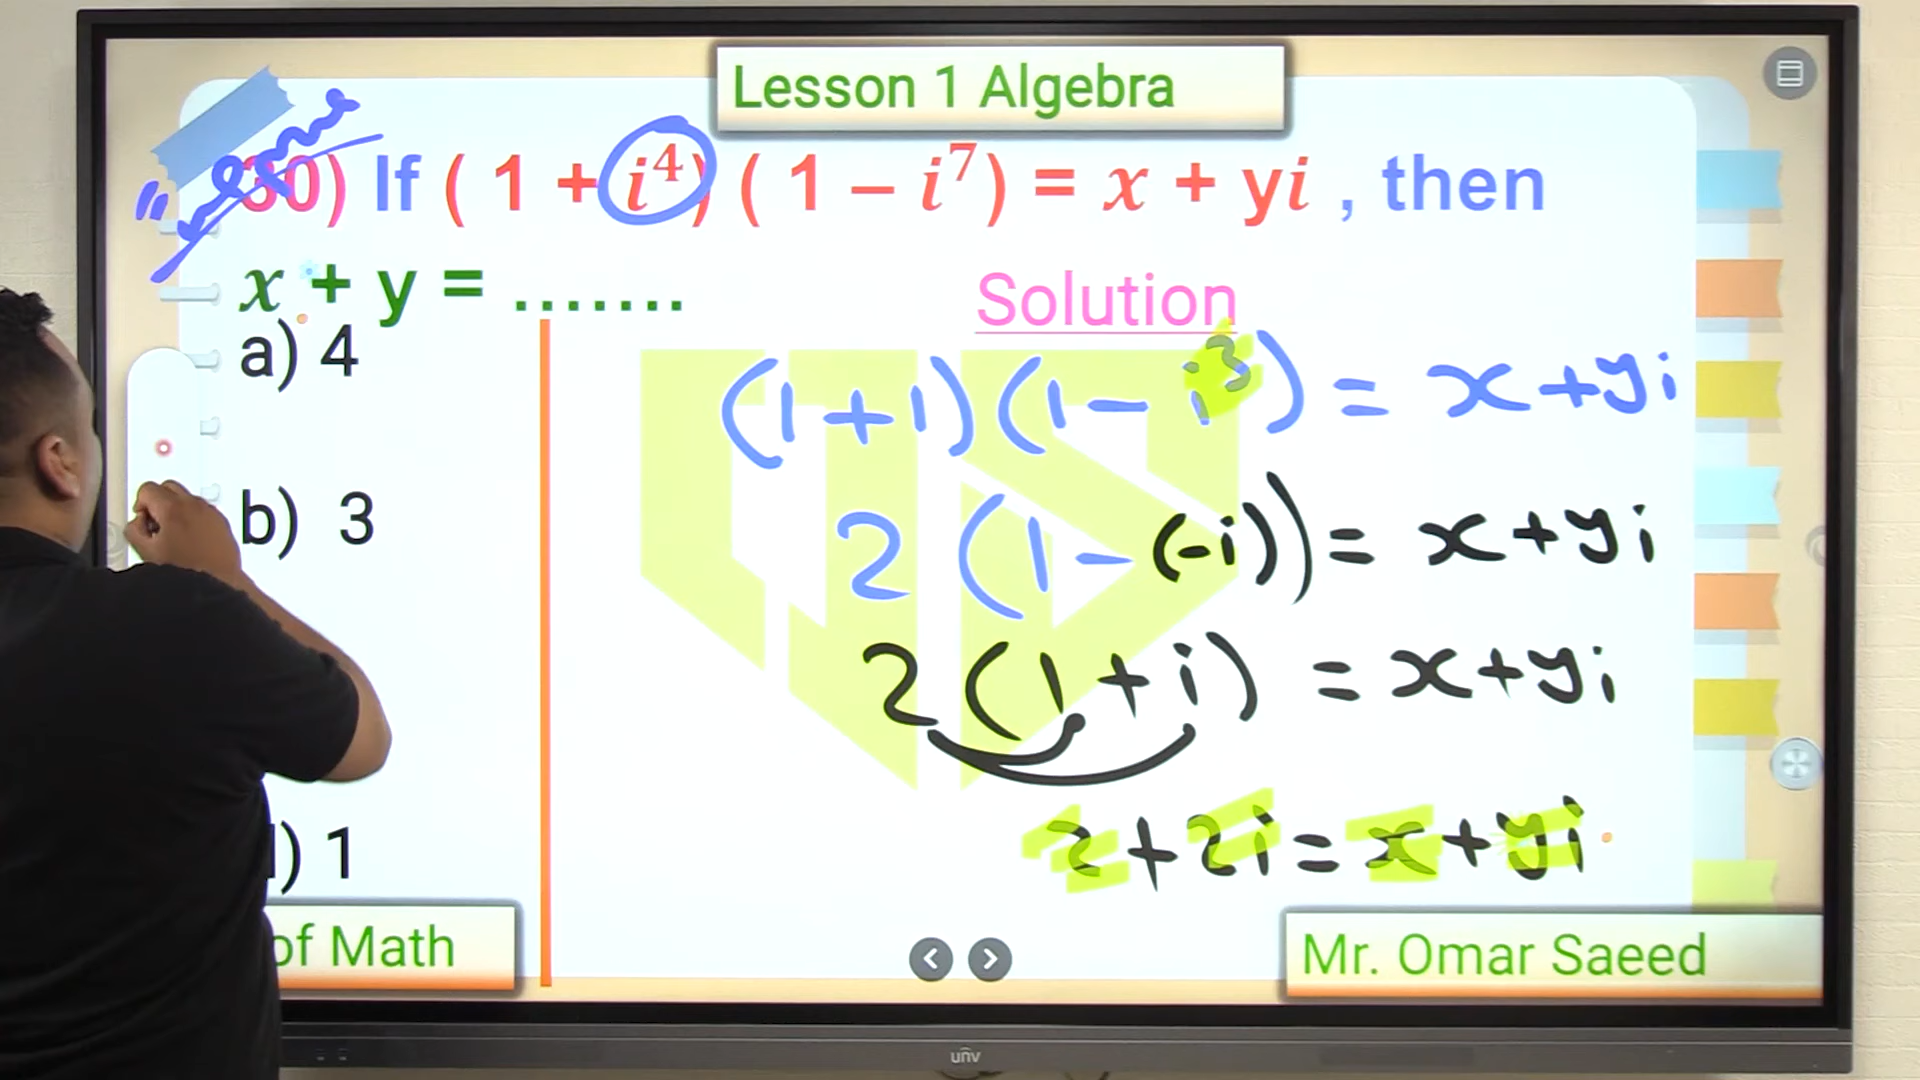 Lesson 1 Algebra
30) If ( 1 + i⁴) ( 1 − i⁷) = x + yi , then
x + y = .......
Solution
a) 4
b) 3
) 1
(1+1)(1− i³) = x+yi
2 (1−(-i)) = x+yi
2(1+i) = x+yi
2+2i=x+yi
of Math
Mr. Omar Saeed
unv